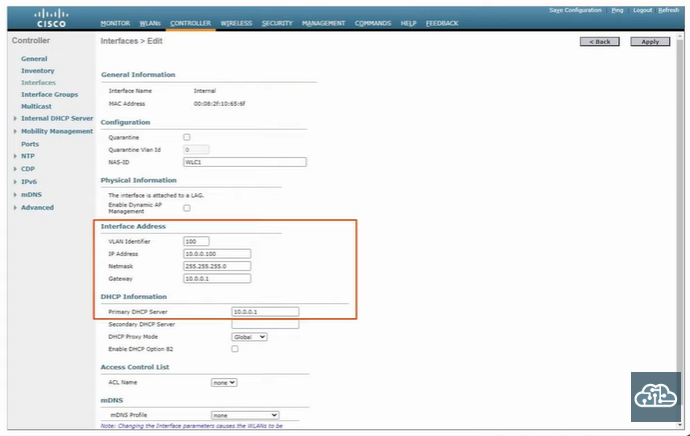 Save Configuration Ping Logout Refresh
CISCO
MONITOR WLANs CONTROLLER WIRELESS SECURITY MANAGEMENT COMMANDS HELP FEEDBACK
Controller
Interfaces > Edit
< Back
Apply
General
Inventory
Interfaces
Interface Groups
Multicast
Internal DHCP Server
Mobility Management
Ports
NTP
CDP
IPv6
mDNS
Advanced
General Information
Interface Name Internal
MAC Address 00:08:2f:10:65:6f
Configuration
Quarantine
Quarantine Vlan Id 0
NAS-ID WLC1
Physical Information
The interface is attached to a LAG.
Enable Dynamic AP
Management
Interface Address
VLAN Identifier 100
IP Address 10.0.0.100
Netmask 255.255.255.0
Gateway 10.0.0.1
DHCP Information
Primary DHCP Server 10.0.0.1
Secondary DHCP Server
DHCP Proxy Mode Global
Enable DHCP Option 82
Access Control List
ACL Name none
mDNS
mDNS Profile none
Note: Changing the Interface parameters causes the WLANs to be